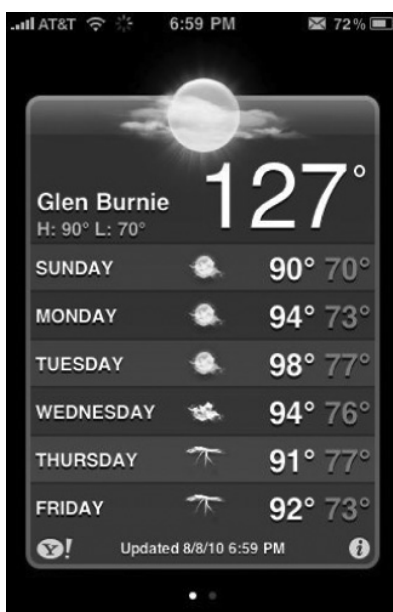 AT&T 6:59 PM 72%
127°
Glen Burnie
H: 90° L: 70°
SUNDAY 90° 70°
MONDAY 94° 73°
TUESDAY 98° 77°
WEDNESDAY 94° 76°
THURSDAY 91° 77°
FRIDAY 92° 73°
Y! Updated 8/8/10 6:59 PM i